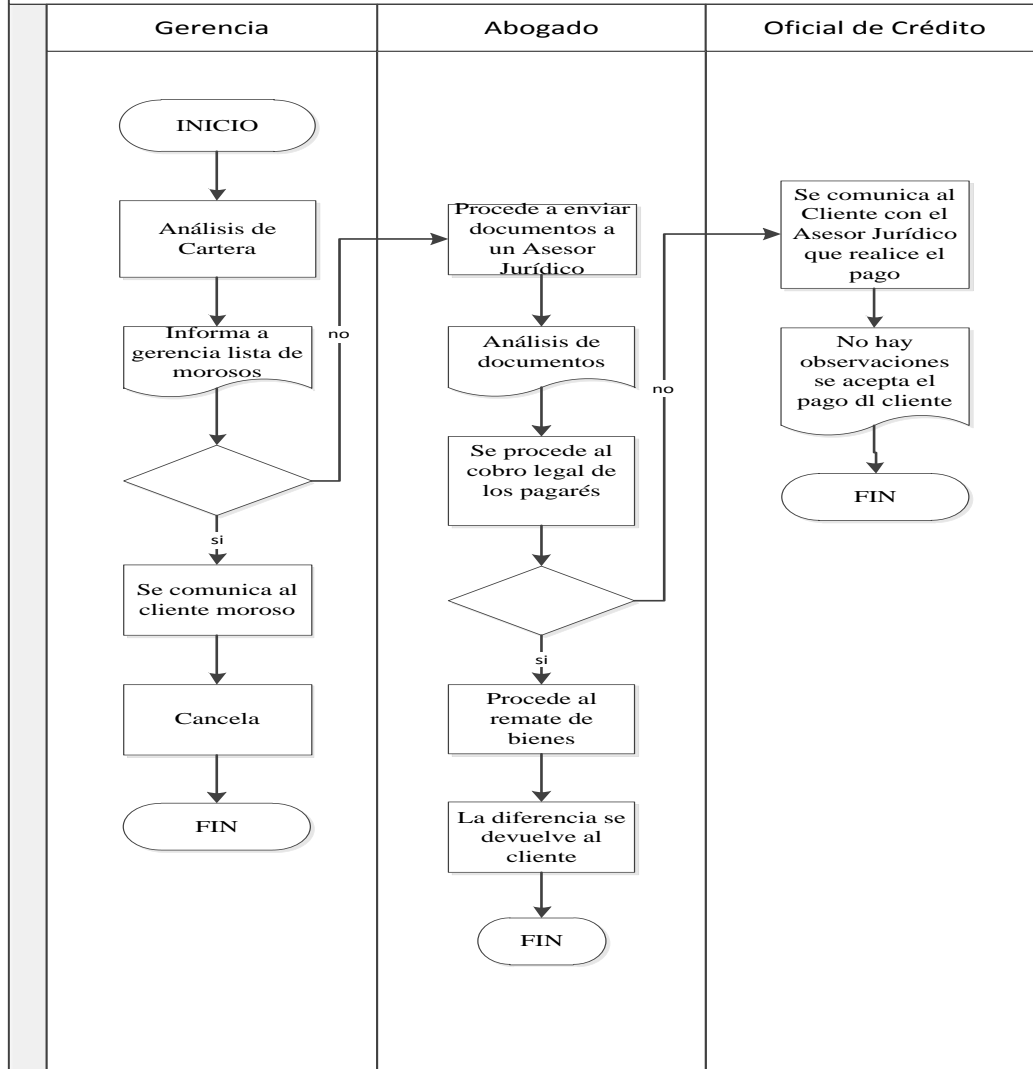 Gerencia
Abogado
Oficial de Crédito
INICIO
Análisis de
Cartera
Informa a
gerencia lista de
morosos
no
si
Se comunica al
cliente moroso
Cancela
FIN
Procede a enviar
documentos a
un Asesor
Jurídico
Análisis de
documentos
Se procede al
cobro legal de
los pagarés
no
si
Procede al
remate de
bienes
La diferencia se
devuelve al
cliente
FIN
Se comunica al
Cliente con el
Asesor Jurídico
que realice el
pago
No hay
observaciones
se acepta el
pago dl cliente
FIN